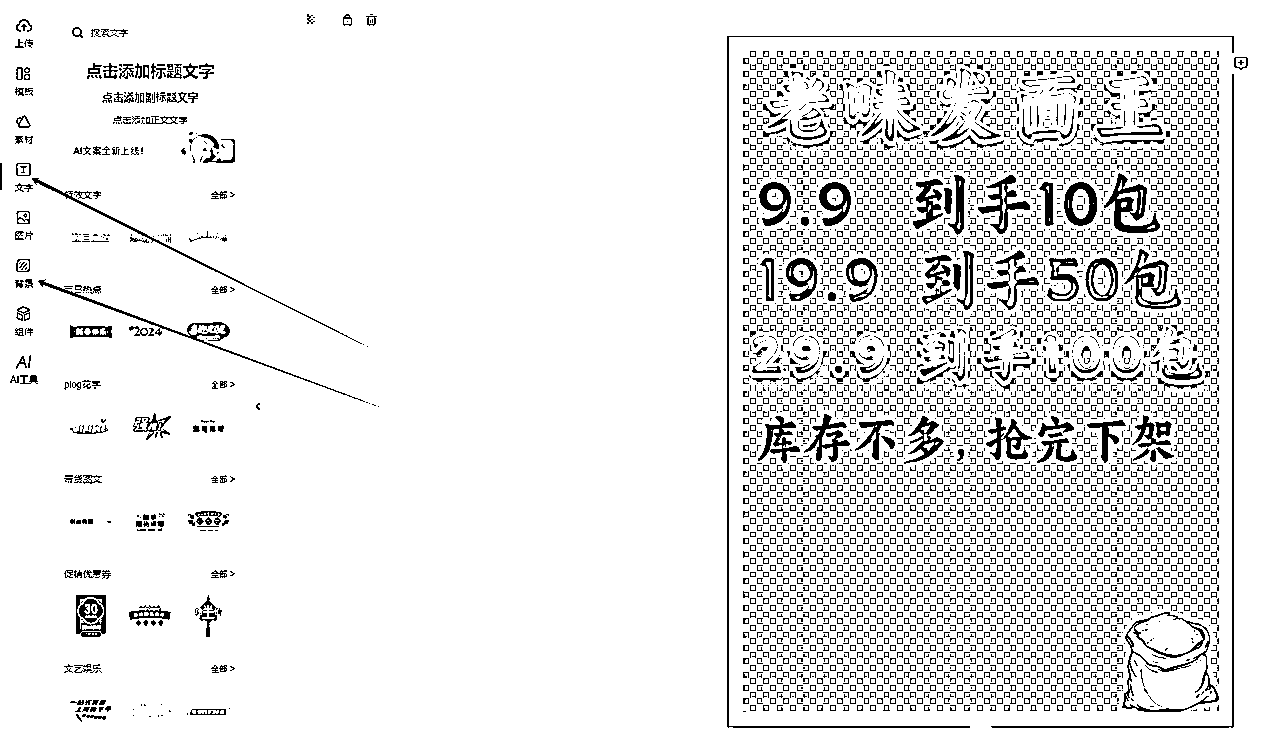 上传
模板
素材
文字
图片
背景
组件
AI
AI工具
搜索文字
点击添加标题文字
点击添加副标题文字
点击添加正文文字
AI文案全新上线！
特效文字
全部 >
三月热点
全部 >
2024
plog花字
全部 >
带线图文
全部 >
促销优惠券
全部 >
30
文艺娱乐
全部 >
老味发面王
9.9 到手10包
19.9 到手50包
29.9 到手100包
库存不多，抢完下架